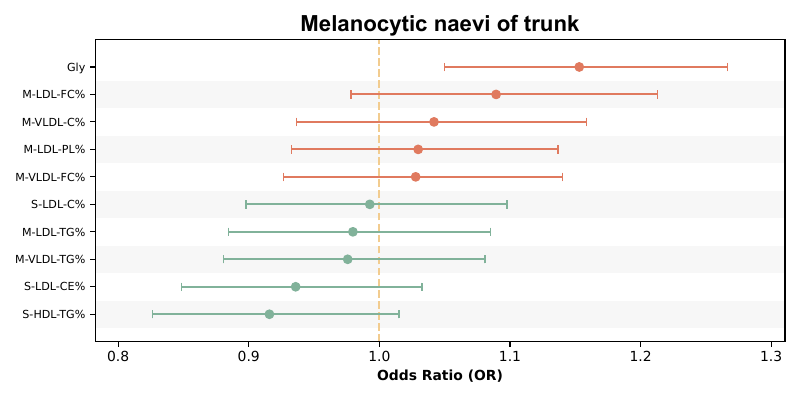 Melanocytic naevi of trunk
Gly
M-LDL-FC%
M-VLDL-C%
M-LDL-PL%
M-VLDL-FC%
S-LDL-C%
M-LDL-TG%
M-VLDL-TG%
S-LDL-CE%
S-HDL-TG%
0.8 0.9 1.0 1.1 1.2 1.3
Odds Ratio (OR)